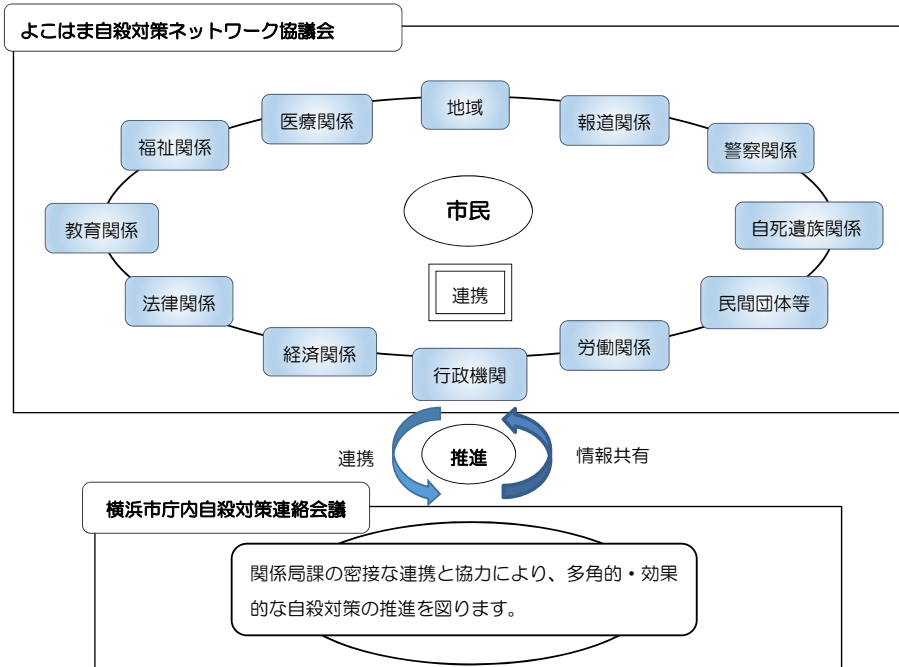 よこはま自殺対策ネットワーク協議会
地域
医療関係
報道関係
福祉関係
警察関係
市民
教育関係
自死遺族関係
連携
法律関係
民間団体等
経済関係
労働関係
行政機関
連携
推進
情報共有
横浜市庁内自殺対策連絡会議
関係局課の密接な連携と協力により、多角的・効果
的な自殺対策の推進を図ります。